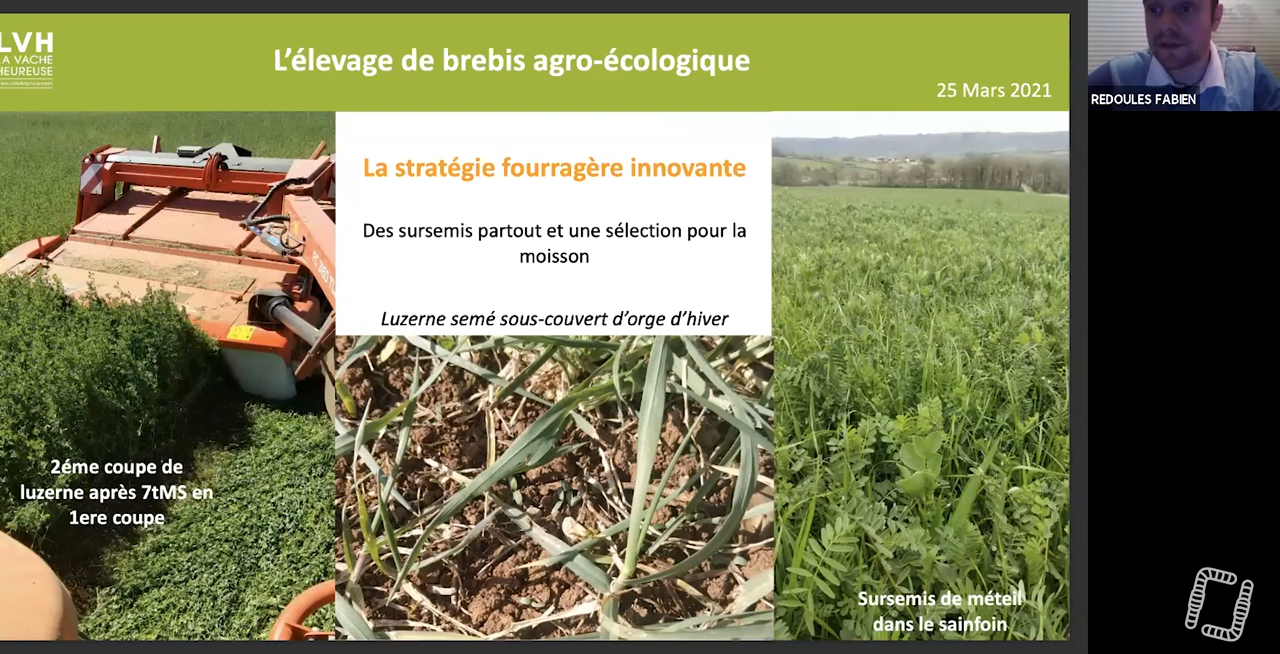 LVH
LA VACHE
HEUREUSE
L'élevage de brebis agro-écologique
25 Mars 2021
REDOULES FABIEN
La stratégie fourragère innovante
Des sursemis partout et une sélection pour la
moisson
Luzerne semé sous-couvert d'orge d'hiver
2éme coupe de
luzerne après 7tMS en
1ere coupe
Sursemis de méteil
dans le sainfoin